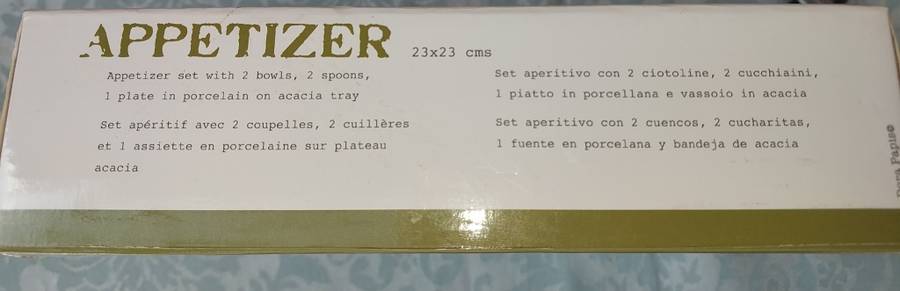 APPETIZER 23x23 cms
Appetizer set with 2 bowls, 2 spoons,
1 plate in porcelain on acacia tray
Set apéritif avec 2 coupelles, 2 cuillères
et 1 assiette en porcelaine sur plateau
acacia
Set aperitivo con 2 ciotoline, 2 cucchiaini,
1 piatto in porcellana e vassoio in acacia
Set aperitivo con 2 cuencos, 2 cucharitas,
1 fuente en porcelana y bandeja de acacia